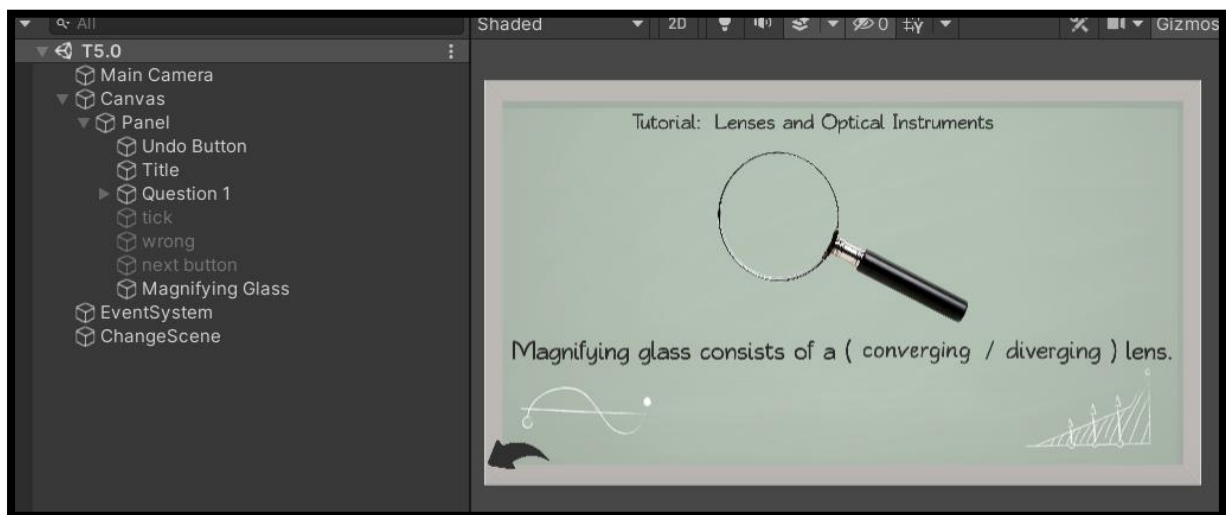 All
Shaded
2D
0
Gizmos
T5.0
Main Camera
Canvas
Panel
Undo Button
Title
Question 1
tick
wrong
next button
Magnifying Glass
EventSystem
ChangeScene
Tutorial: Lenses and Optical Instruments
Magnifying glass consists of a ( converging / diverging ) lens.